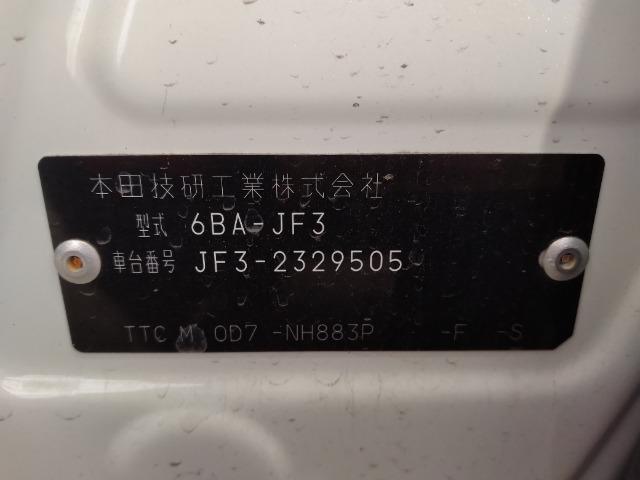 本田技研工業株式会社
型式 6BA-JF3
車台番号 JF3-2329505
TTC M 0D7 -NH883P -F -S